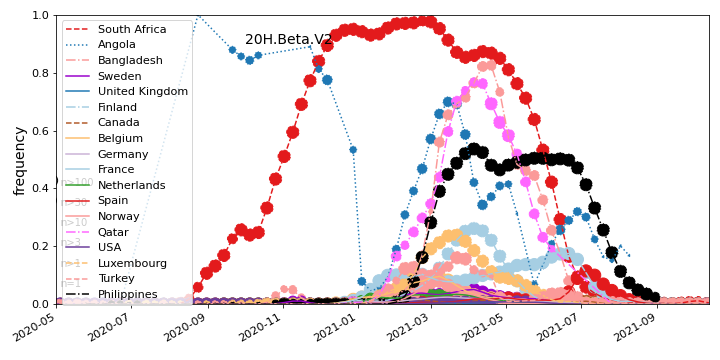 20H.Beta.V2
1.0
0.8
0.6
0.4
0.2
0.0
frequency
South Africa
Angola
Bangladesh
Sweden
United Kingdom
Finland
Canada
Belgium
Germany
France
Netherlands
Spain
Norway
Qatar
USA
Luxembourg
Turkey
Philippines
n>100
n>10
n>3
n>1
n=1
2020-05
2020-07
2020-09
2020-11
2021-01
2021-03
2021-05
2021-07
2021-09